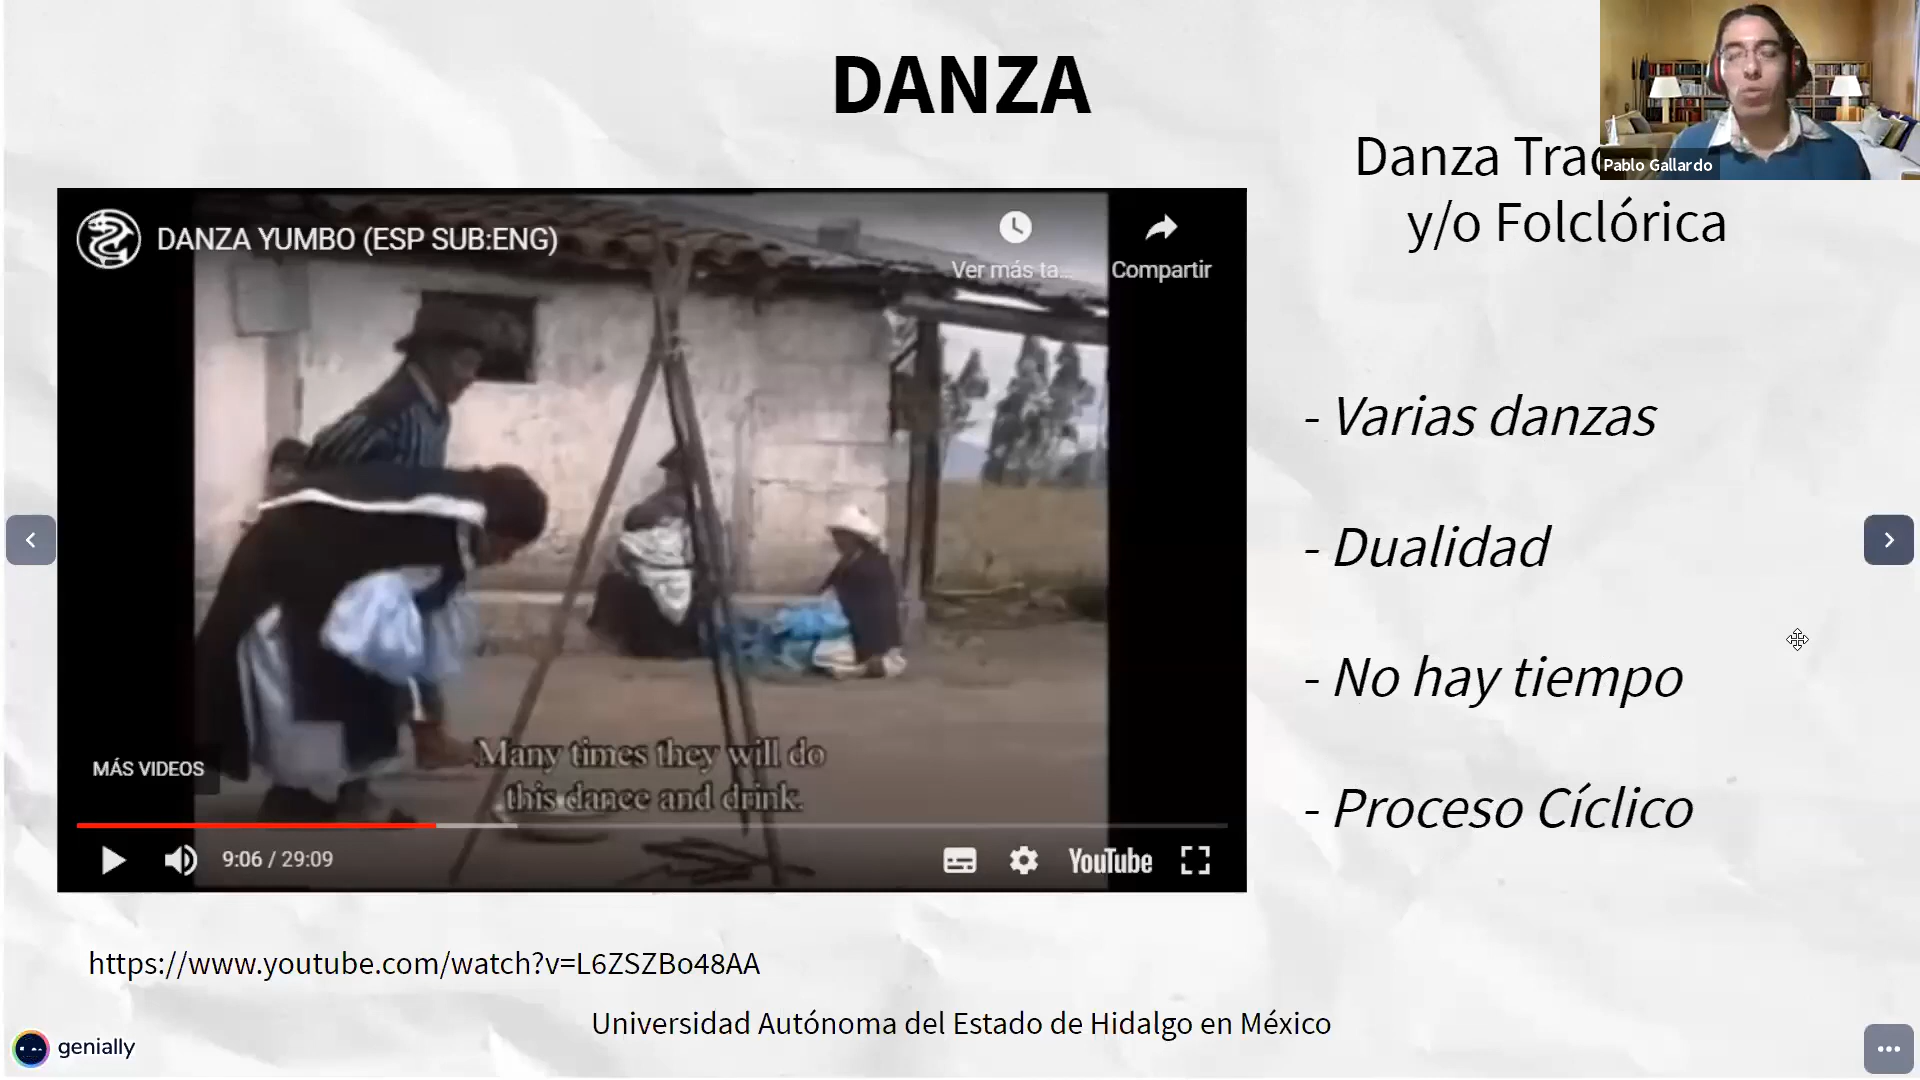 DANZA
Pablo Gallardo
Danza
y/o Folclórica
DANZA YUMBO (ESP SUB:ENG)
Ver más ta...
Compartir
- Varias danzas
- Dualidad
- No hay tiempo
- Proceso Cíclico
Many times they will do
this dance and drink.
MÁS VIDEOS
9:06 / 29:09
YouTube
https://www.youtube.com/watch?v=L6ZSZBo48AA
Universidad Autónoma del Estado de Hidalgo en México
genially